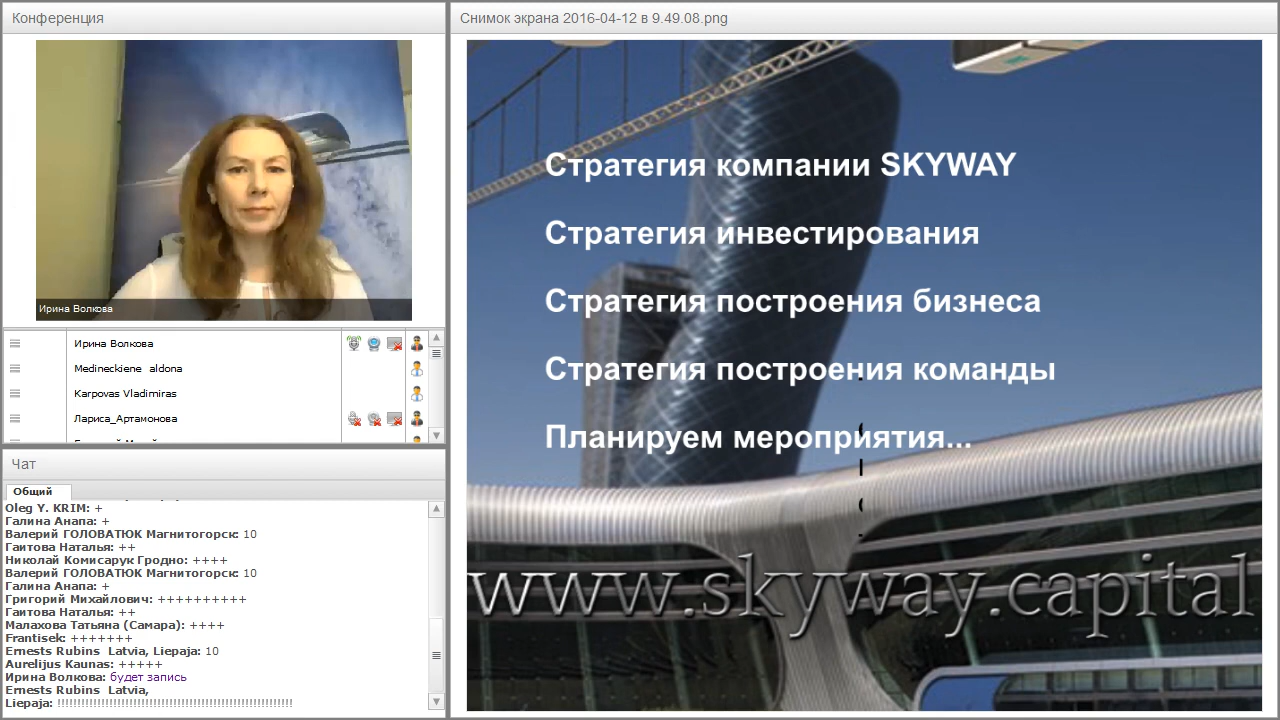 Конференция
Ирина Волкова
Ирина Волкова
Medineckiene aldona
Karpovas Vladimiras
Лариса_Артамонова
Чат
Общий
Oleg Y. KRIM: +
Галина Анапа: +
Валерий ГОЛОВАТЮК Магнитогорск: 10
Гаитова Наталья: ++
Николай Комисарук Гродно: ++++
Валерий ГОЛОВАТЮК Магнитогорск: 10
Галина Анапа: +
Григорий Михайлович: ++++++++++
Гаитова Наталья: ++
Малахова Татьяна (Самара): ++++
Frantisek: +++++++
Ernests Rubins Latvia, Liepaja: 10
Aurelijus Kaunas: +++++
Ирина Волкова: будет запись
Ernests Rubins Latvia,
Liepaja: !!!!!!!!!!!!!!!!!!!!!!!!!!!!!!!!!!!!!!!!!!!!!!!
Снимок экрана 2016-04-12 в 9.49.08.png
Стратегия компании SKYWAY
Стратегия инвестирования
Стратегия построения бизнеса
Стратегия построения команды
Планируем мероприятия...
www.skyway.capital